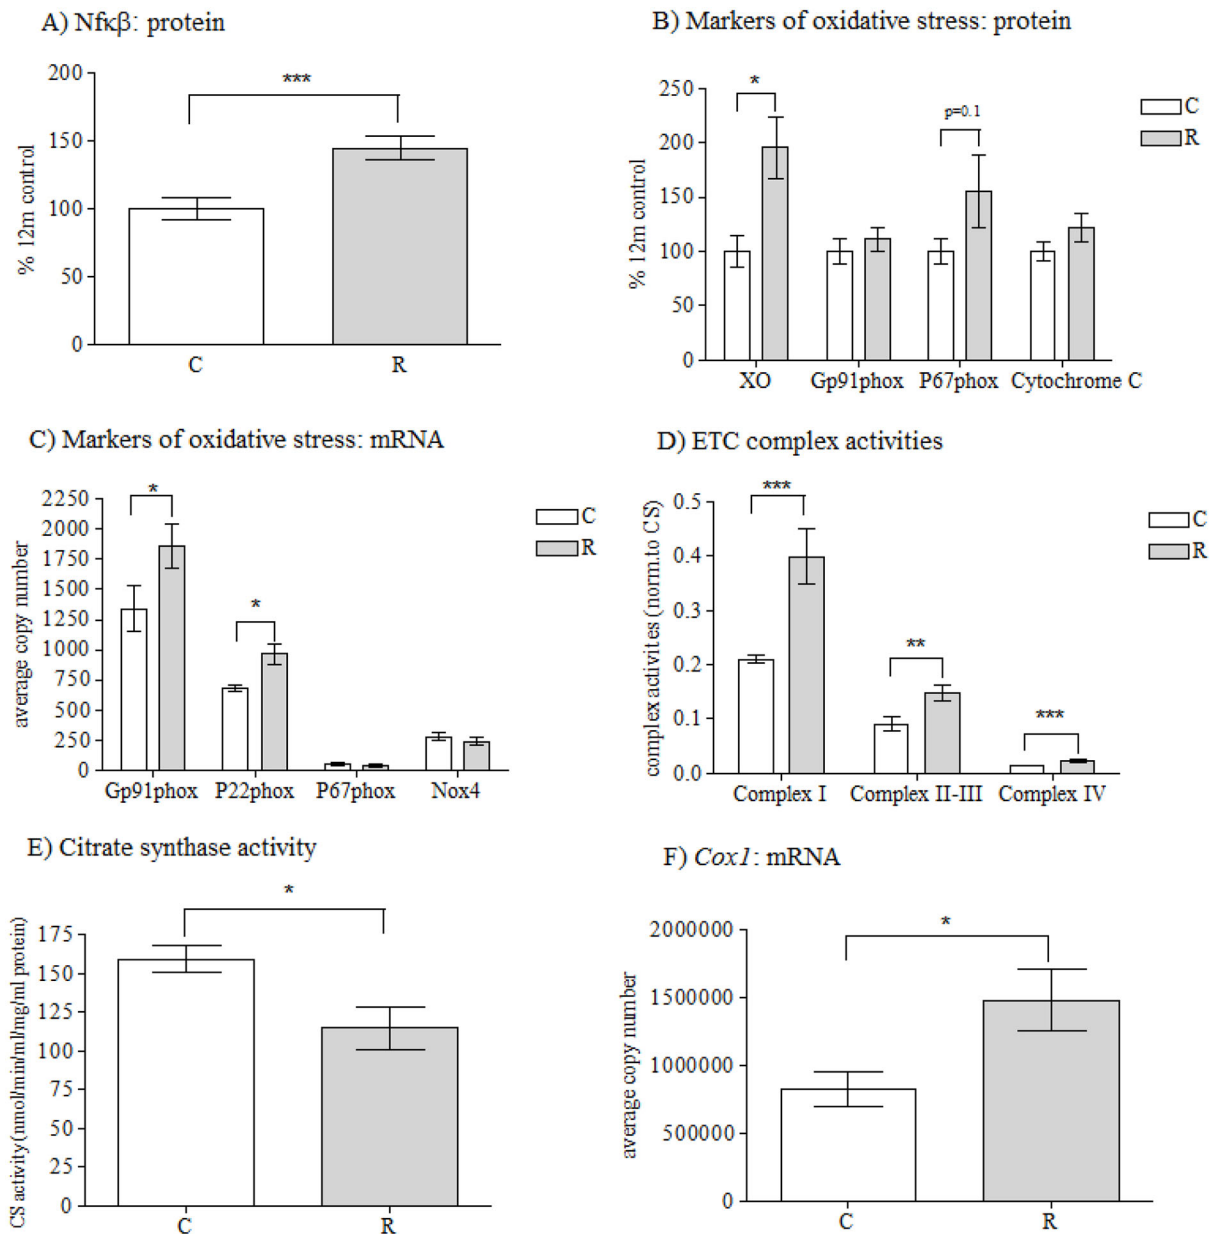 A) Nfκβ: protein
200
150
100
50
0
% 12m control
***
C
R
B) Markers of oxidative stress: protein
250
200
150
100
50
0
% 12m control
*
p=0.1
C
R
XO
Gp91phox
P67phox
Cytochrome C
C) Markers of oxidative stress: mRNA
2250
2000
1750
1500
1250
1000
750
500
250
0
average copy number
*
*
C
R
Gp91phox
P22phox
P67phox
Nox4
D) ETC complex activities
0.5
0.4
0.3
0.2
0.1
0.0
complex activites (norm.to CS)
***
**
***
C
R
Complex I
Complex II-III
Complex IV
E) Citrate synthase activity
175
150
125
100
75
50
25
0
CS activity (nmol/min/ml/mg/ml protein)
*
C
R
F) Cox1: mRNA
2000000
1500000
1000000
500000
0
average copy number
*
C
R